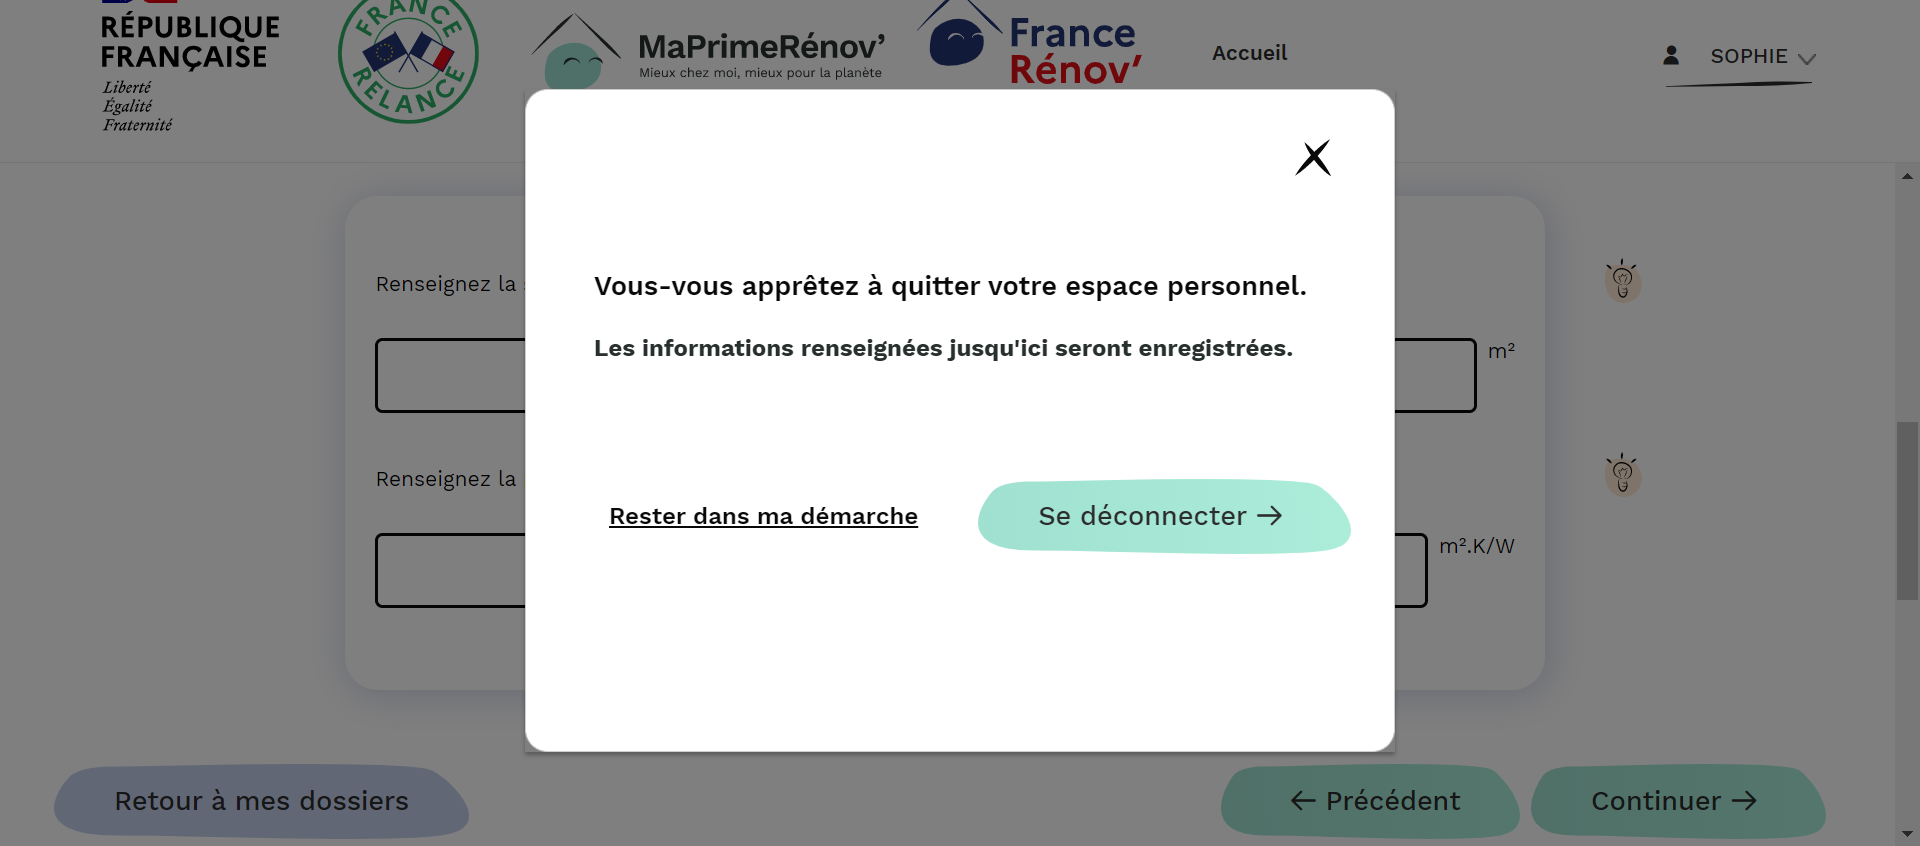 RÉPUBLIQUE
FRANÇAISE
Liberté
Égalité
Fraternité
FRANCE
RELANCE
MaPrimeRénov’
Mieux chez moi, mieux pour la planète
France
Rénov’
Accueil
SOPHIE
Renseignez la
m²
Renseignez la
m².K/W
Vous-vous apprêtez à quitter votre espace personnel.
Les informations renseignées jusqu'ici seront enregistrées.
Rester dans ma démarche
Se déconnecter →
Retour à mes dossiers
← Précédent
Continuer →